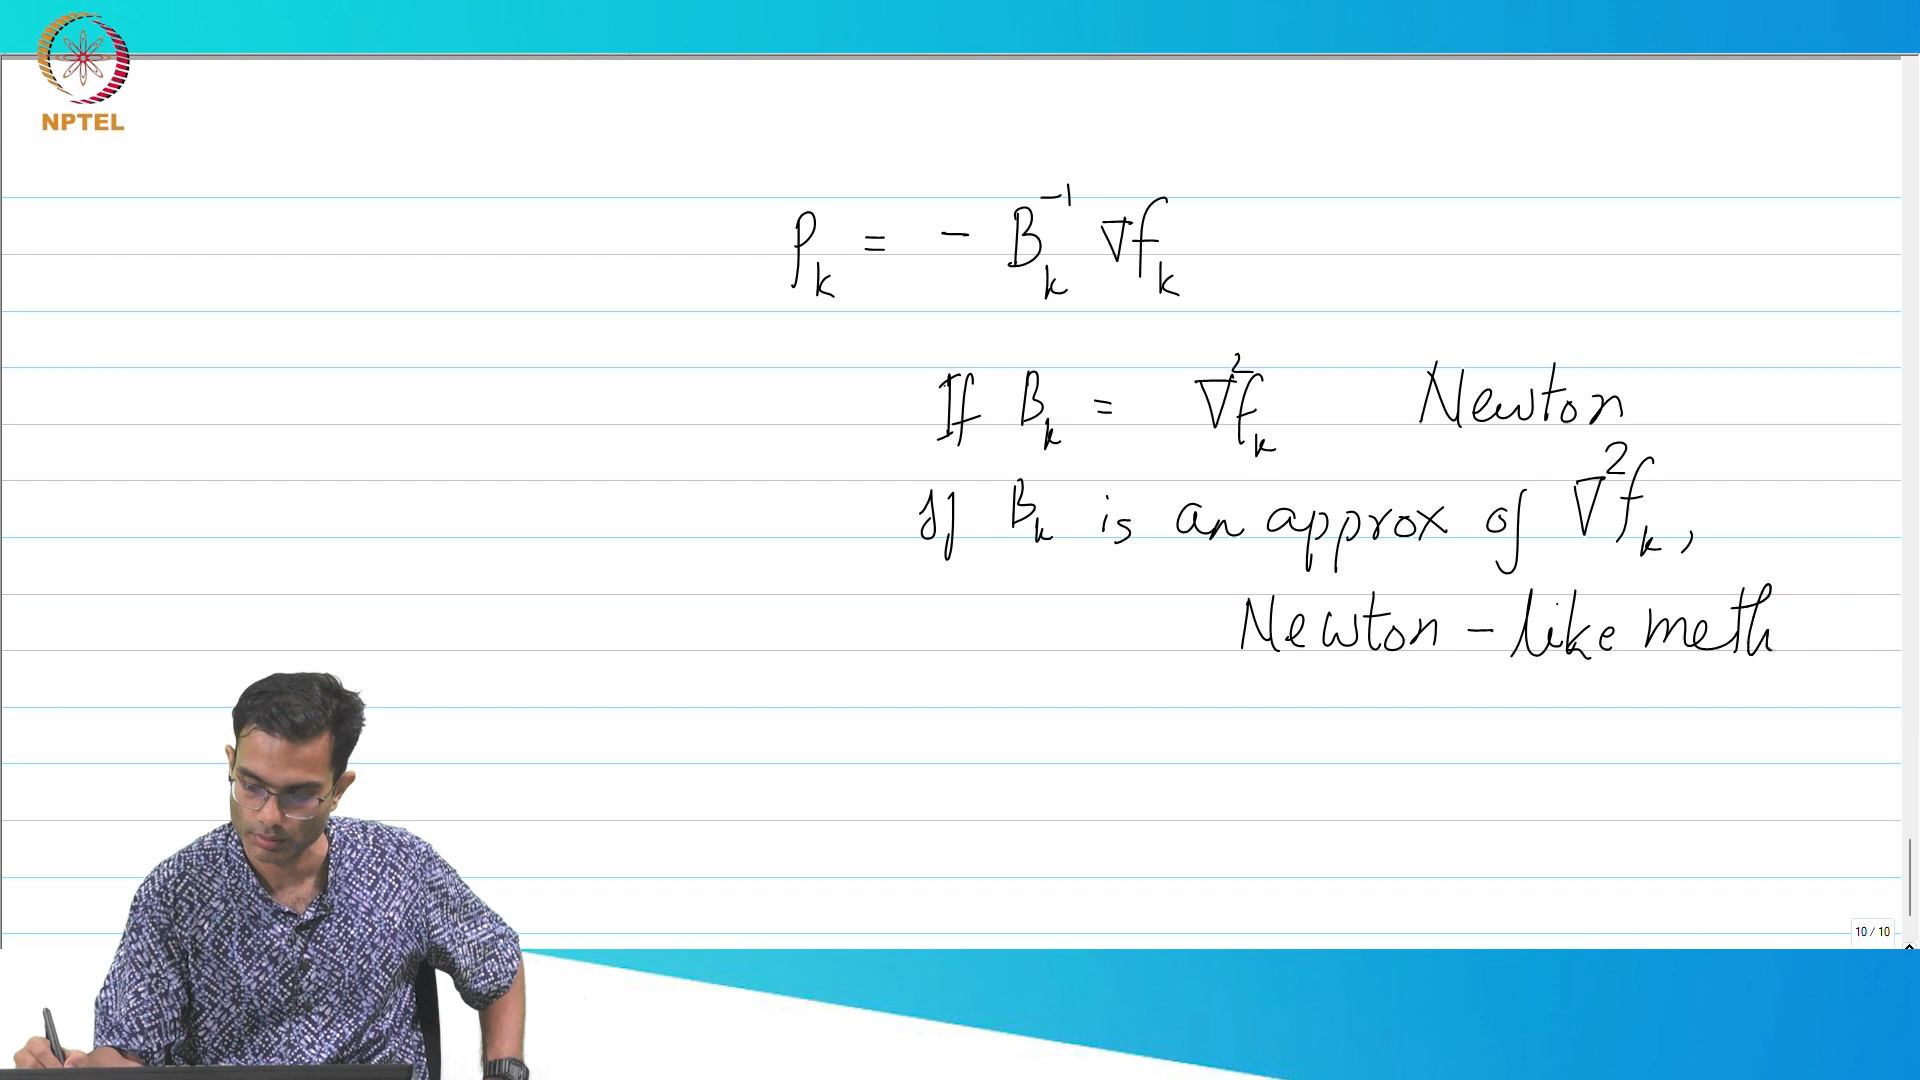 NPTEL
P_k = - B_k^{-1} ∇f_k
If B_k = ∇²f_k Newton
If B_k is an approx of ∇²f_k,
Newton - like meth
10 / 10